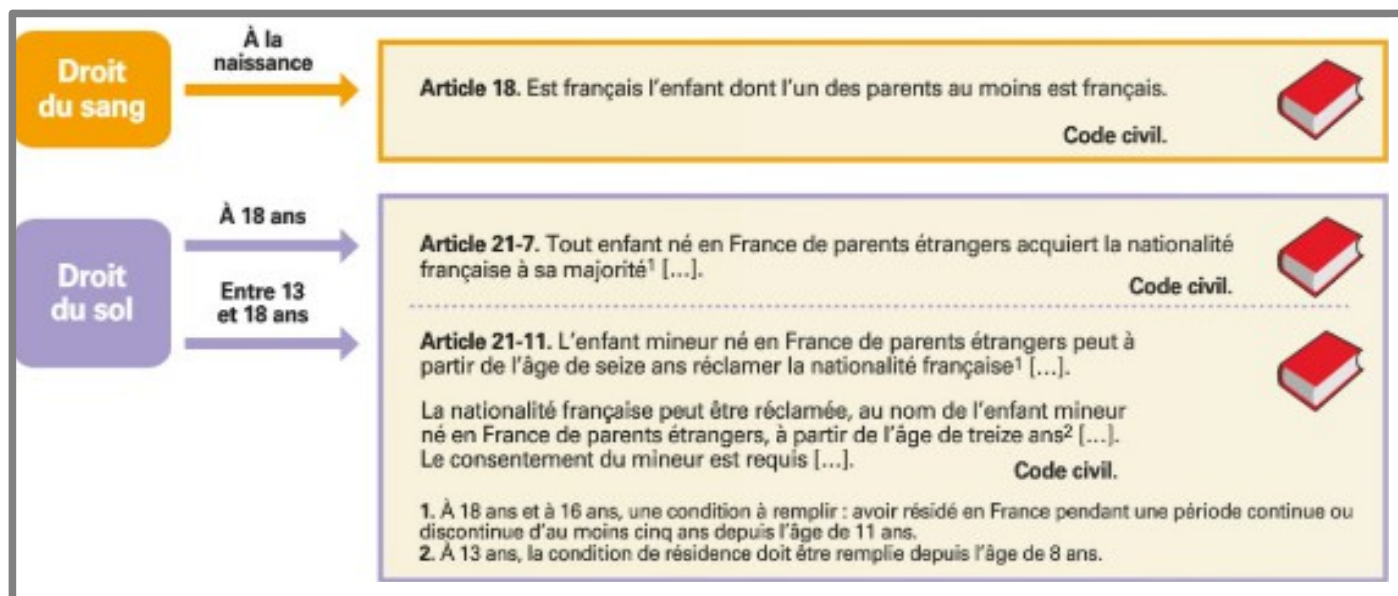 Droit
du sang
À la
naissance
Article 18. Est français l'enfant dont l'un des parents au moins est français.
Code civil.
Droit
du sol
À 18 ans
Entre 13
et 18 ans
Article 21-7. Tout enfant né en France de parents étrangers acquiert la nationalité
française à sa majorité¹ [...].
Code civil.
Article 21-11. L'enfant mineur né en France de parents étrangers peut à
partir de l'âge de seize ans réclamer la nationalité française¹ [...].
La nationalité française peut être réclamée, au nom de l'enfant mineur
né en France de parents étrangers, à partir de l'âge de treize ans² [...].
Le consentement du mineur est requis [...].
Code civil.
1. À 18 ans et à 16 ans, une condition à remplir : avoir résidé en France pendant une période continue ou
discontinue d'au moins cinq ans depuis l'âge de 11 ans.
2. À 13 ans, la condition de résidence doit être remplie depuis l'âge de 8 ans.